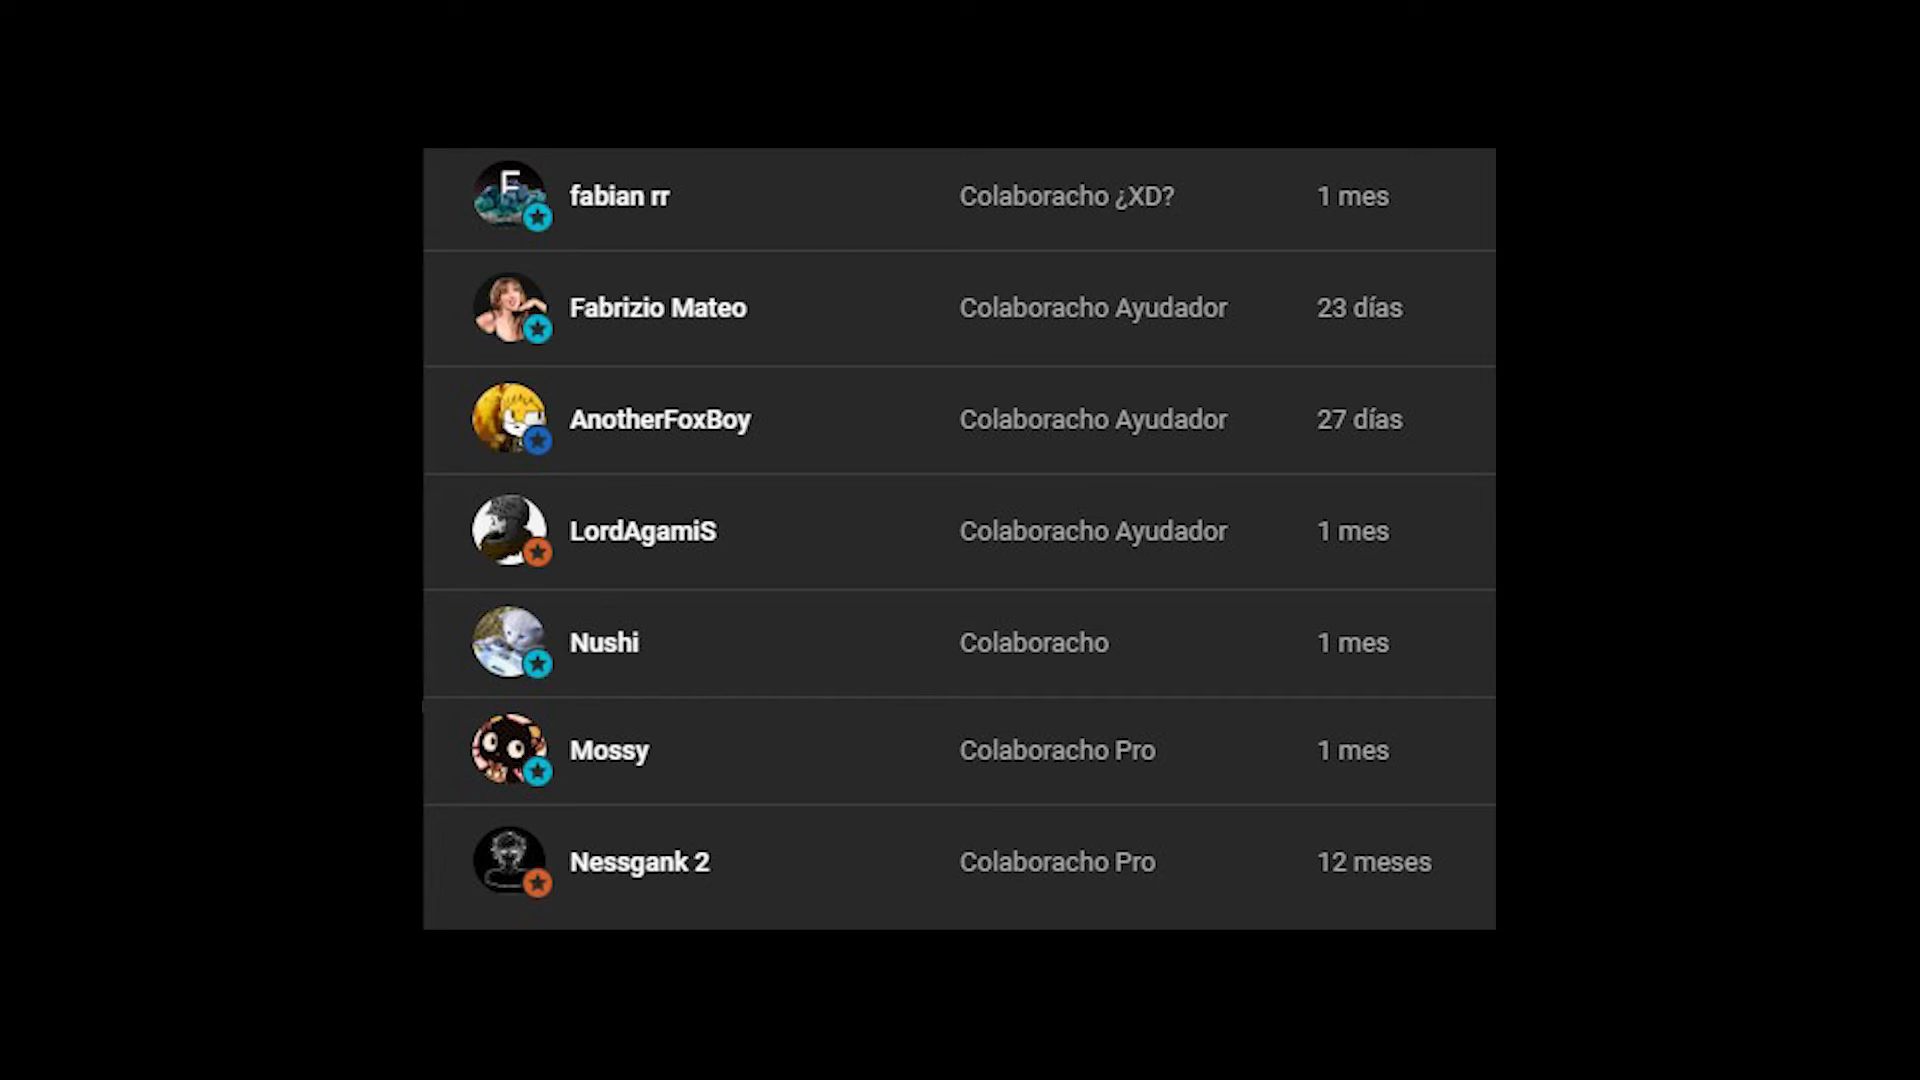 F
fabian rr Colaboracho ¿XD? 1 mes
Fabrizio Mateo Colaboracho Ayudador 23 días
AnotherFoxBoy Colaboracho Ayudador 27 días
LordAgamiS Colaboracho Ayudador 1 mes
Nushi Colaboracho 1 mes
Mossy Colaboracho Pro 1 mes
Nessgank 2 Colaboracho Pro 12 meses